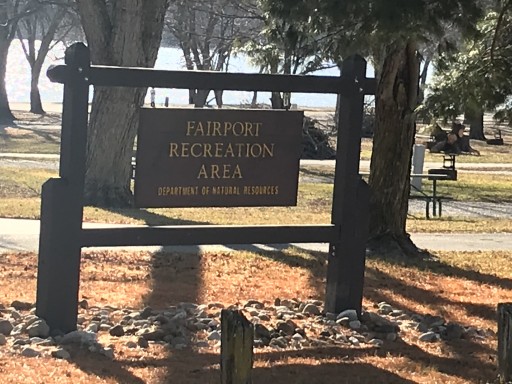 FAIRPORT
RECREATION
AREA
DEPARTMENT OF NATURAL RESOURCES